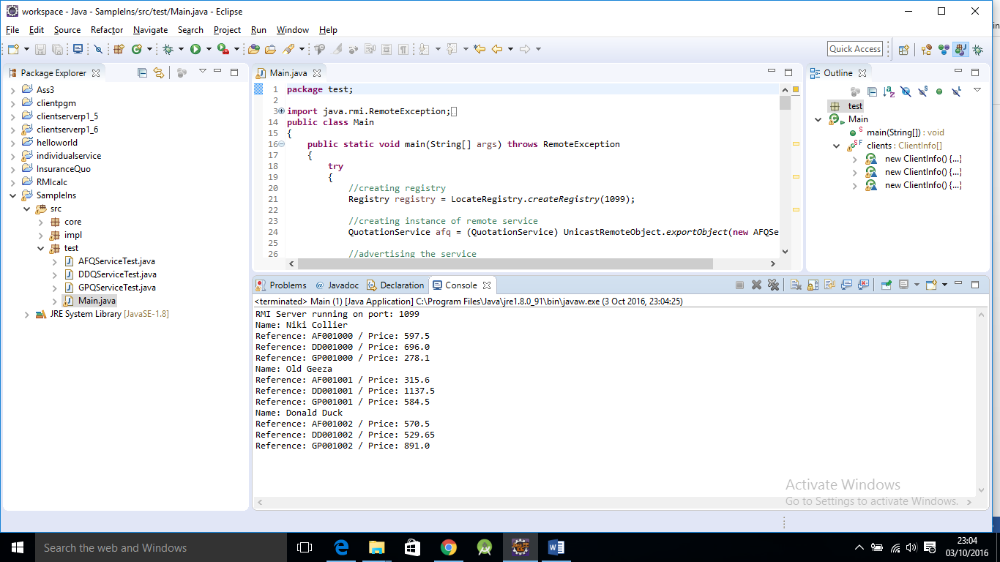 workspace - Java - SampleIns/src/test/Main.java - Eclipse
File Edit Source Refactor Navigate Search Project Run Window Help
Quick Access
Package Explorer
Ass3
clientpgm
clientserverp1_5
clientserverp1_6
helloworld
individualservice
InsuranceQuo
RMIcalc
SampleIns
src
core
impl
test
AFQServiceTest.java
DDQServiceTest.java
GPQServiceTest.java
Main.java
JRE System Library [JavaSE-1.8]
Main.java
1 package test;
2
3 import java.rmi.RemoteException;
14 public class Main
15 {
16 public static void main(String[] args) throws RemoteException
17 {
18 try
19 {
20 //creating registry
21 Registry registry = LocateRegistry.createRegistry(1099);
22
23 //creating instance of remote service
24 QuotationService afq = (QuotationService) UnicastRemoteObject.exportObject(new AFQSe
25
26 //advertising the service
Outline
test
Main
main(String[]) : void
clients : ClientInfo[]
new ClientInfo() {...}
new ClientInfo() {...}
new ClientInfo() {...}
Problems @ Javadoc Declaration Console
<terminated> Main (1) [Java Application] C:\Program Files\Java\jre1.8.0_91\bin\javaw.exe (3 Oct 2016, 23:04:25)
RMI Server running on port: 1099
Name: Niki Collier
Reference: AF001000 / Price: 597.5
Reference: DD001000 / Price: 696.0
Reference: GP001000 / Price: 278.1
Name: Old Geeza
Reference: AF001001 / Price: 315.6
Reference: DD001001 / Price: 1137.5
Reference: GP001001 / Price: 584.5
Name: Donald Duck
Reference: AF001002 / Price: 570.5
Reference: DD001002 / Price: 529.65
Reference: GP001002 / Price: 891.0
Activate Windows
Go to Settings to activate Windows.
Search the web and Windows
23:04
03/10/2016